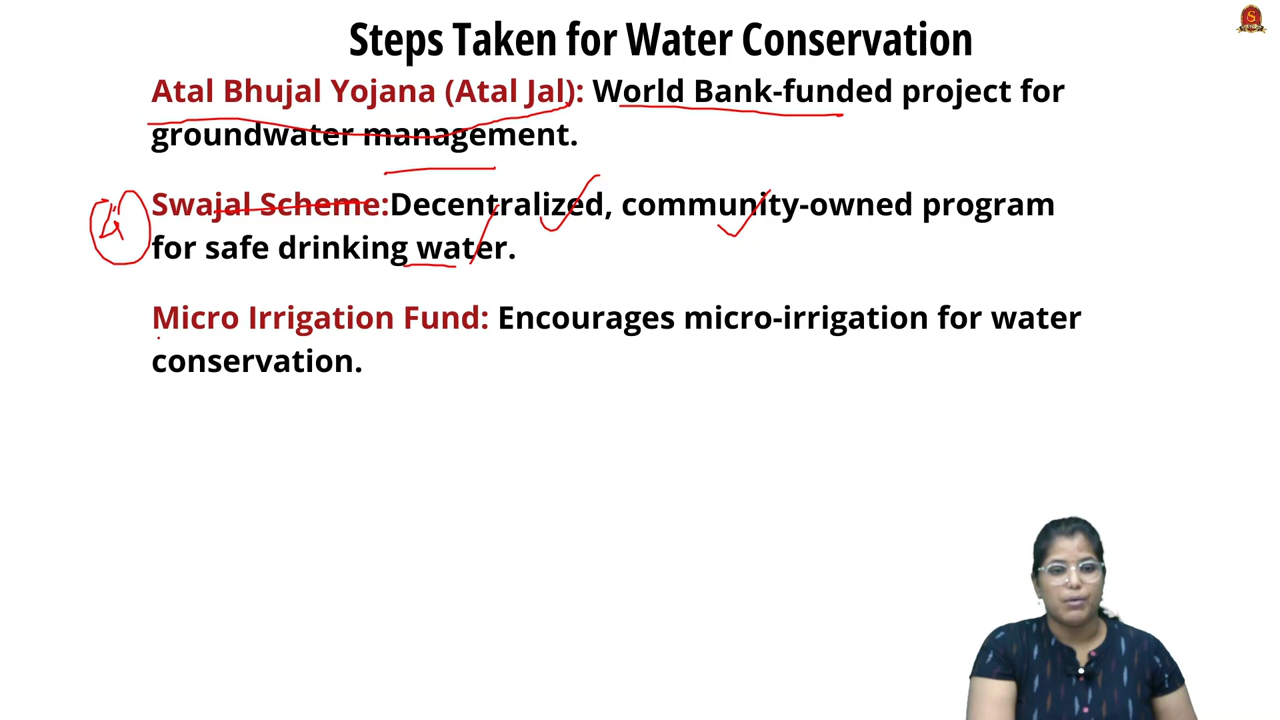 Steps Taken for Water Conservation
Atal Bhujal Yojana (Atal Jal): World Bank-funded project for
groundwater management.
Swajal Scheme:Decentralized, community-owned program
for safe drinking water.
Micro Irrigation Fund: Encourages micro-irrigation for water
conservation.